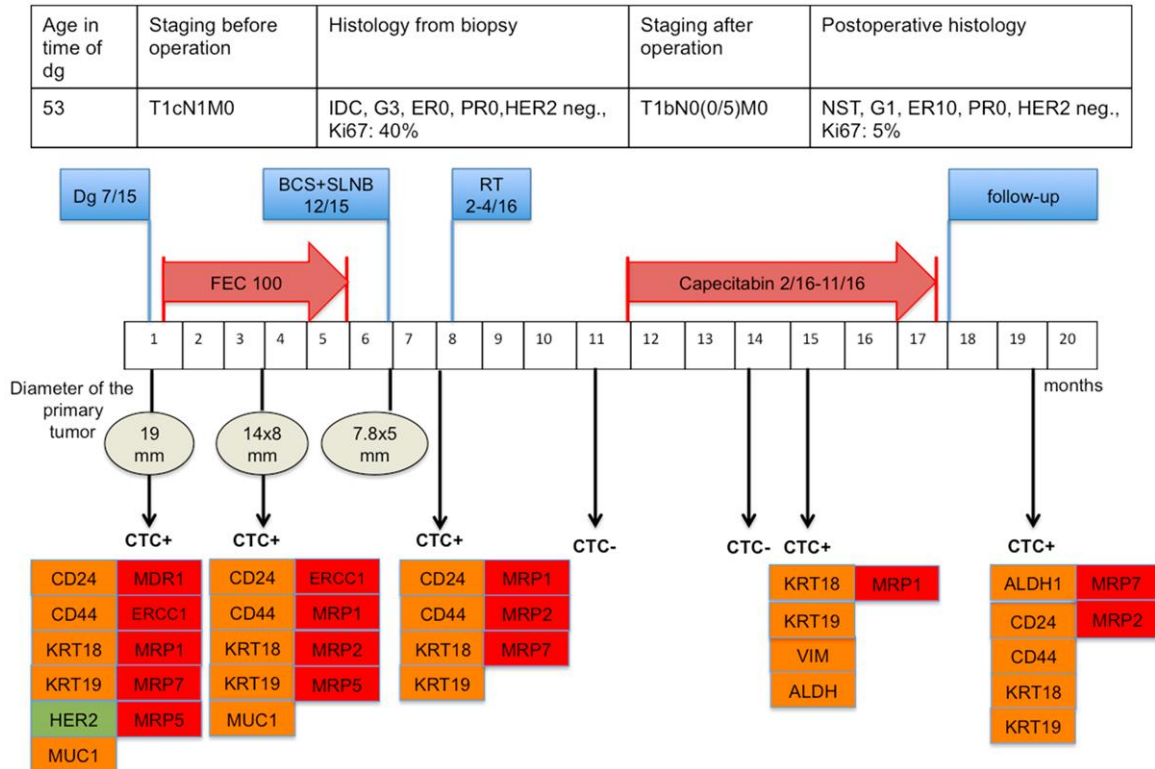 Age in
time of
dg
Staging before
operation
Histology from biopsy
Staging after
operation
Postoperative histology
53
T1cN1M0
IDC, G3, ER0, PR0,HER2 neg.,
Ki67: 40%
T1bN0(0/5)M0
NST, G1, ER10, PR0, HER2 neg.,
Ki67: 5%
Dg 7/15
BCS+SLNB
12/15
RT
2-4/16
follow-up
FEC 100
Capecitabin 2/16-11/16
1 2 3 4 5 6 7 8 9 10 11 12 13 14 15 16 17 18 19 20
months
Diameter of the
primary
tumor
19
mm
14x8
mm
7.8x5
mm
CTC+
CD24 MDR1
CD44 ERCC1
KRT18 MRP1
KRT19 MRP7
HER2 MRP5
MUC1
CTC+
CD24 ERCC1
CD44 MRP1
KRT18 MRP2
KRT19 MRP5
MUC1
CTC+
CD24 MRP1
CD44 MRP2
KRT18 MRP7
KRT19
CTC-
CTC-
CTC+
KRT18 MRP1
KRT19
VIM
ALDH
CTC+
ALDH1 MRP7
CD24 MRP2
CD44
KRT18
KRT19